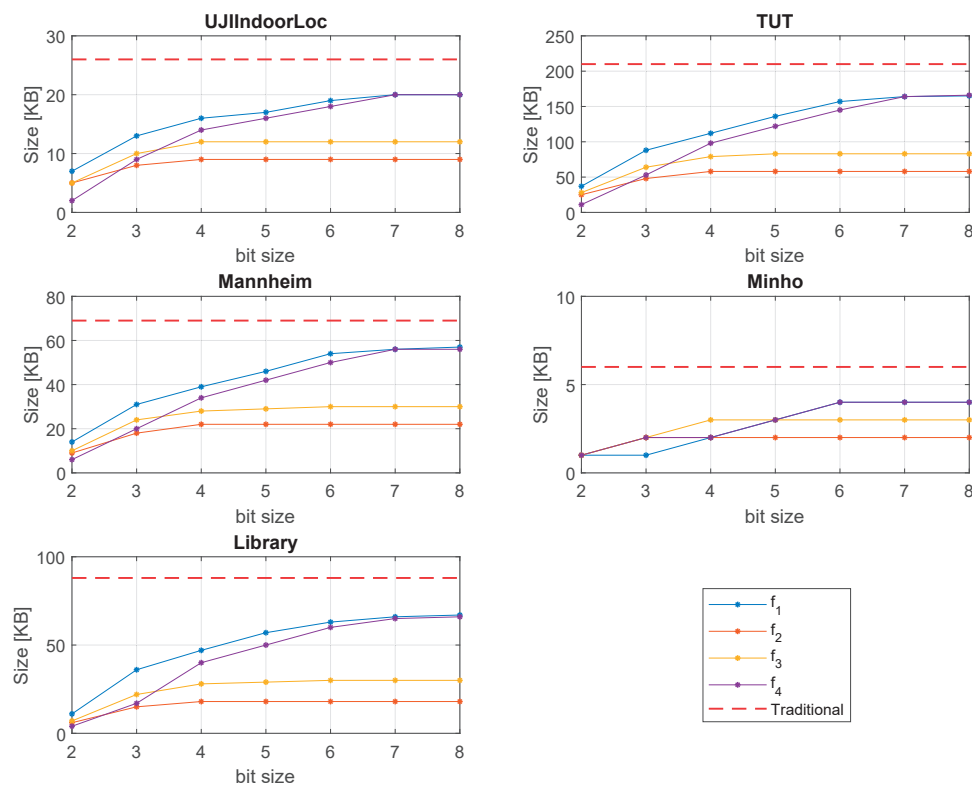 UJIIndoorLoc
30
20
10
0
Size [KB]
2 3 4 5 6 7 8
bit size
TUT
250
200
150
100
50
0
Size [KB]
2 3 4 5 6 7 8
bit size
Mannheim
80
60
40
20
0
Size [KB]
2 3 4 5 6 7 8
bit size
Minho
10
5
0
Size [KB]
2 3 4 5 6 7 8
bit size
Library
100
50
0
Size [KB]
2 3 4 5 6 7 8
bit size
f1
f2
f3
f4
Traditional